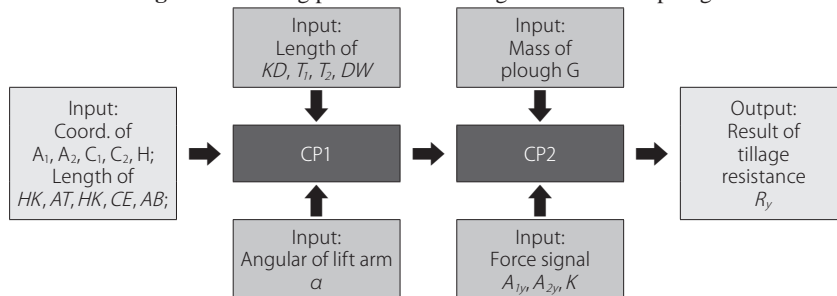 Input:
Length of
KD, T₁, T₂, DW
Input:
Mass of
plough G
Input:
Coord. of
A₁, A₂, C₁, C₂, H;
Length of
HK, AT, HK, CE, AB;
CP1
CP2
Output:
Result of
tillage
resistance
R_y
Input:
Angular of lift arm
α
Input:
Force signal
A₁y, A₂y, K